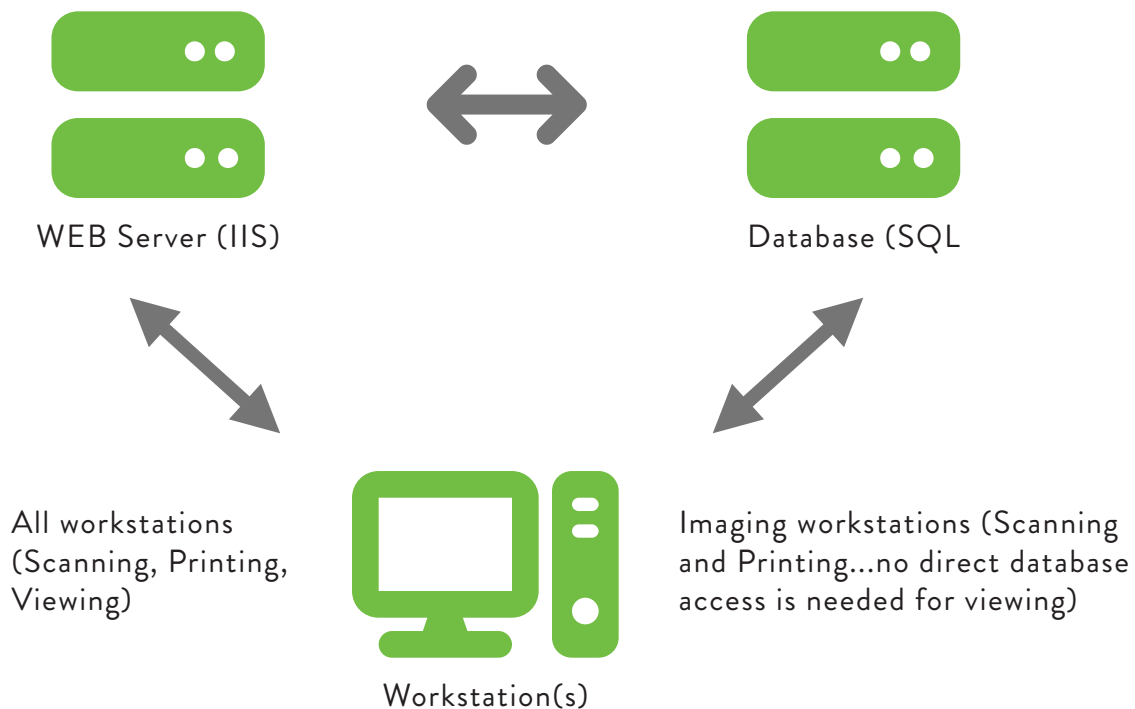 WEB Server (IIS)
Database (SQL
All workstations
(Scanning, Printing,
Viewing)
Imaging workstations (Scanning
and Printing...no direct database
access is needed for viewing)
Workstation(s)